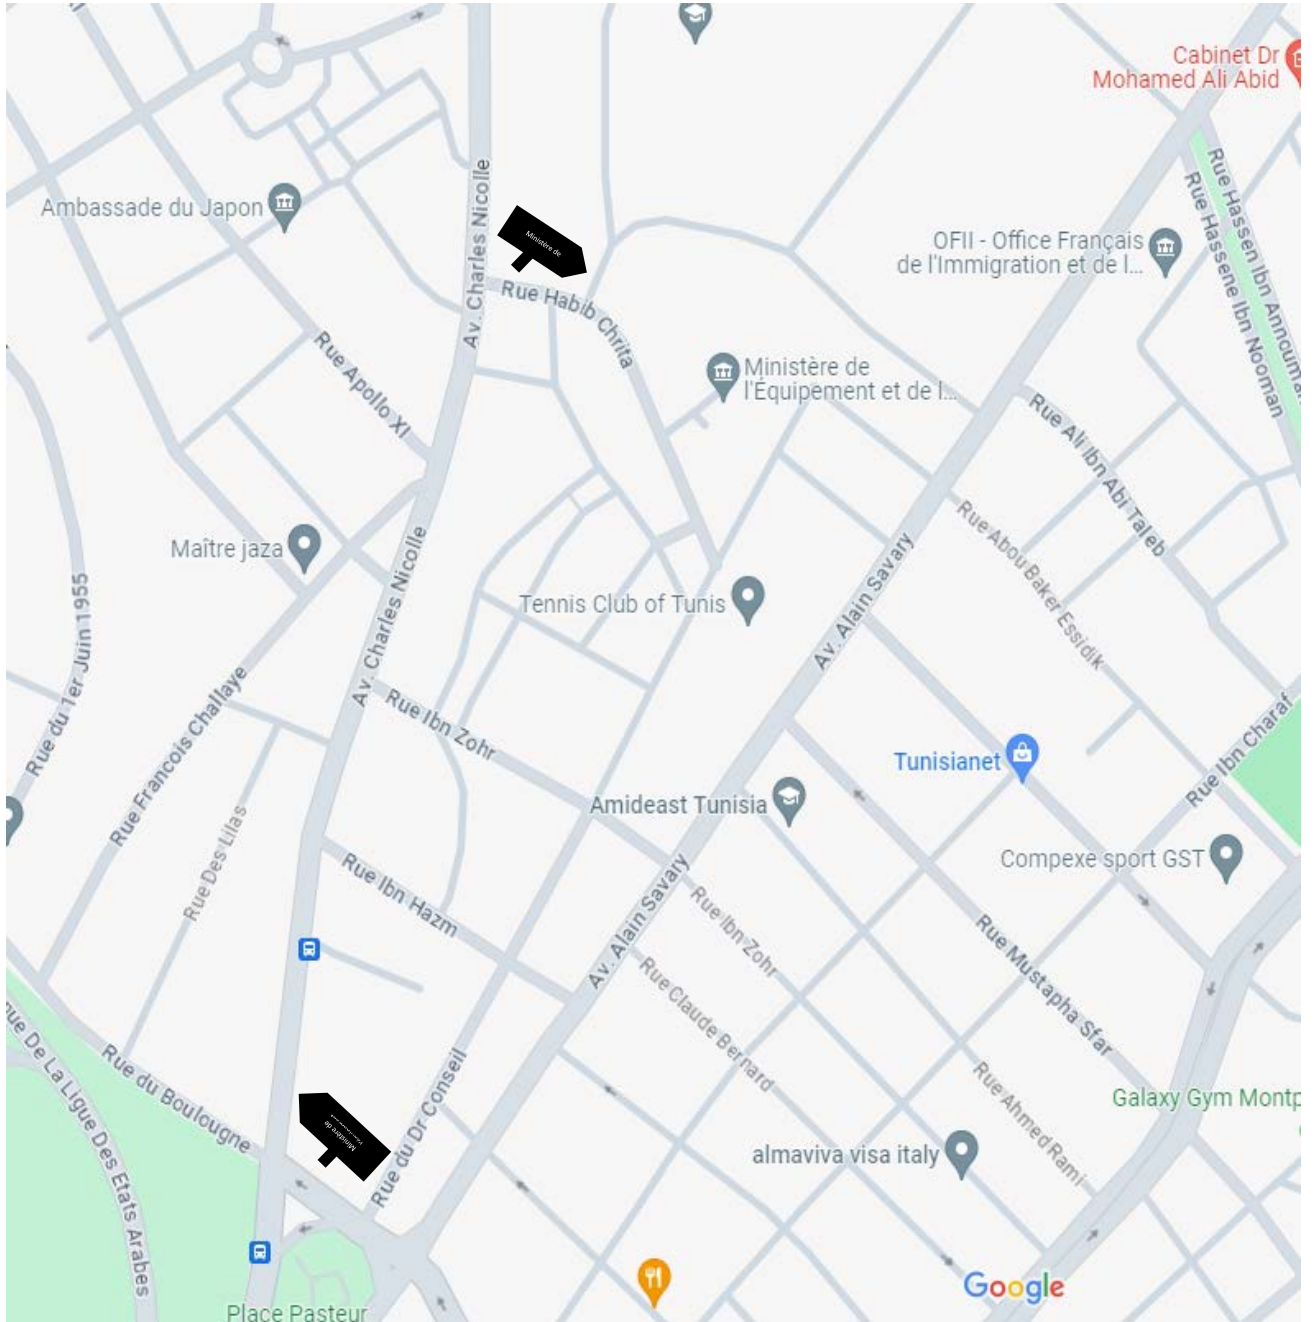 Cabinet Dr
Mohamed Ali Abid
Ambassade du Japon
Av. Charles Nicolle
Ministère de
Rue Habib Chrita
OFII - Office Français
de l'Immigration et de l...
Rue Hassen Ibn Annouma
Rue Hassene Ibn Nooman
Rue Apollo XI
Ministère de
l'Équipement et de l...
Rue Ali Ibn Abi Taleb
Maître jaza
Av. Charles Nicolle
Rue Abou Baker Essidik
Rue du 1er Juin 1955
Tennis Club of Tunis
Av. Alain Savary
Rue Francois Challaye
Rue Ibn Zohr
Tunisianet
Rue Ibn Charaf
Amideast Tunisia
Rue Des Lilas
Rue Ibn Hazm
Compexe sport GST
Av. Alain Savary
Rue Ibn Zohr
Rue Mustapha Sfar
Rue Claude Bernard
nue De La Ligue Des Etats Arabes
Rue du Boulougne
Ministère de
Rue du Dr Conseil
Rue Ahmed Rami
Galaxy Gym Montp
almaviva visa italy
Google
Place Pasteur